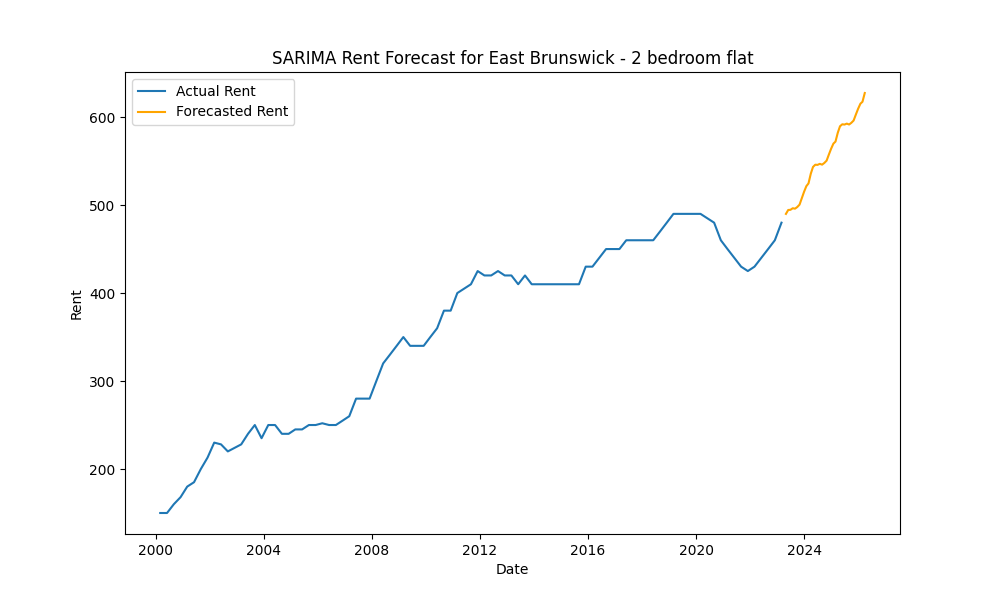 SARIMA Rent Forecast for East Brunswick - 2 bedroom flat
Actual Rent
Forecasted Rent
600
500
400
300
200
Rent
2000 2004 2008 2012 2016 2020 2024
Date